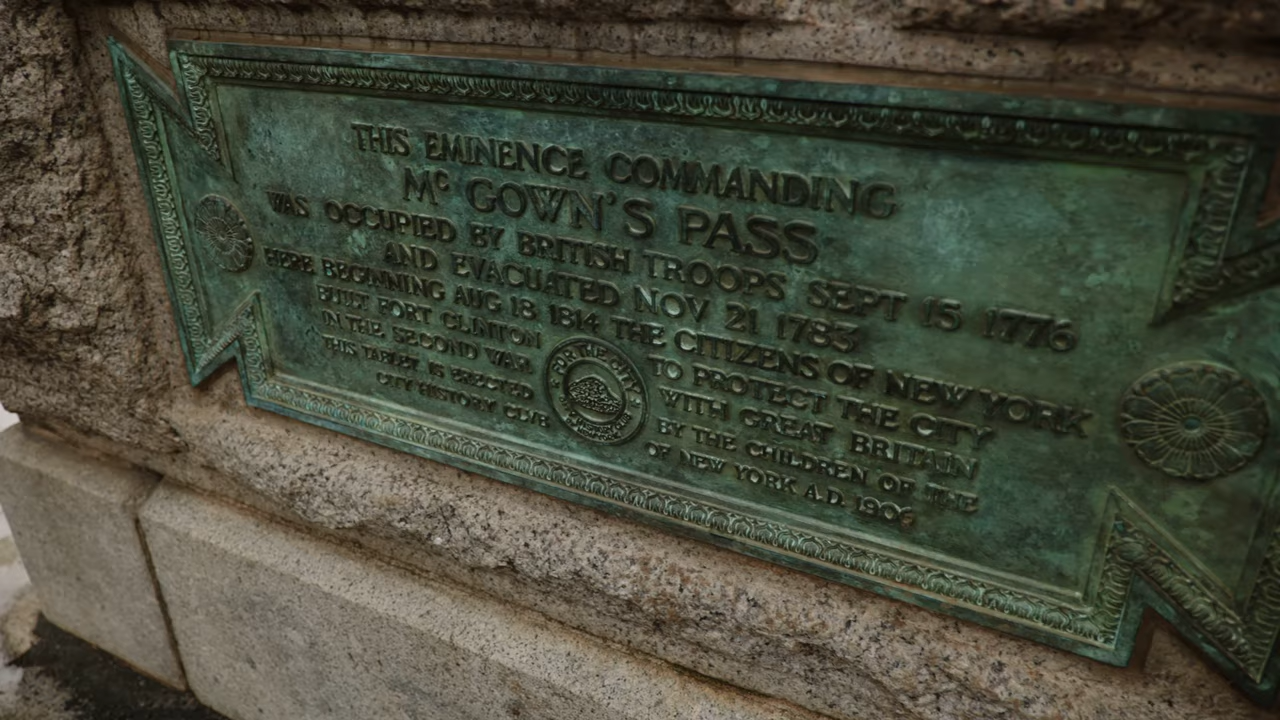 THIS EMINENCE COMMANDING
Mc GOWN'S PASS
WAS OCCUPIED BY BRITISH TROOPS SEPT 15 1776
AND EVACUATED NOV 21 1783
HERE BEGINNING AUG 18 1814 THE CITIZENS OF NEW YORK
BUILT FORT CLINTON TO PROTECT THE CITY
IN THE SECOND WAR WITH GREAT BRITAIN
THIS TABLET IS ERECTED BY THE CHILDREN OF THE
CITY HISTORY CLUB OF NEW YORK A.D. 1906
FOR THE CITY